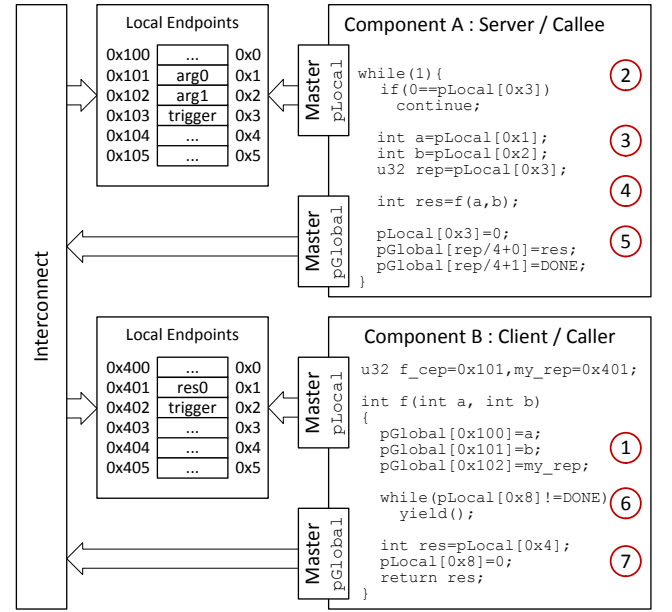 Interconnect
Local Endpoints
0x100 ... 0x0
0x101 arg0 0x1
0x102 arg1 0x2
0x103 trigger 0x3
0x104 ... 0x4
0x105 ... 0x5
Master
pLocal
Master
pGlobal
Component A : Server / Callee
while(1){
if(0==pLocal[0x3])
continue;
2
int a=pLocal[0x1];
int b=pLocal[0x2];
u32 rep=pLocal[0x3];
3
int res=f(a,b);
4
pLocal[0x3]=0;
pGlobal[rep/4+0]=res;
pGlobal[rep/4+1]=DONE;
5
}
Local Endpoints
0x400 ... 0x0
0x401 res0 0x1
0x402 trigger 0x2
0x403 ... 0x3
0x404 ... 0x4
0x405 ... 0x5
Master
pLocal
Master
pGlobal
Component B : Client / Caller
u32 f_cep=0x101,my_rep=0x401;
int f(int a, int b)
{
pGlobal[0x100]=a;
pGlobal[0x101]=b;
pGlobal[0x102]=my_rep;
1
while(pLocal[0x8]!=DONE)
yield();
6
int res=pLocal[0x4];
pLocal[0x8]=0;
return res;
7
}